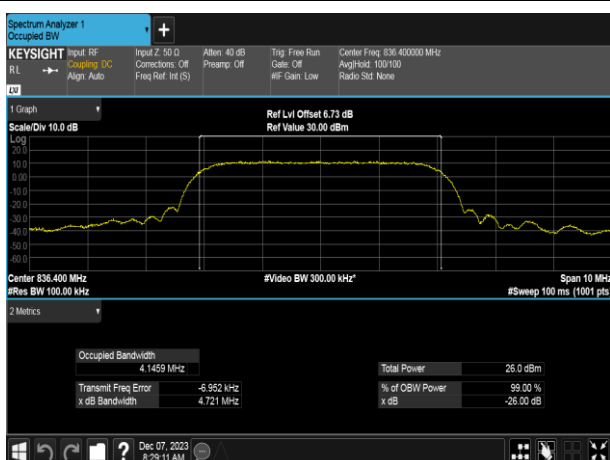 Spectrum Analyzer 1
Occupied BW
+
KEYSIGHT Input: RF Input Z: 50 Ω Atten: 40 dB Trig: Free Run Center Freq: 836.400000 MHz
RL Coupling: DC Corrections: Off Preamp: Off Gate: Off Avg|Hold: 100/100
Align: Auto Freq Ref: Int (S) #IF Gain: Low Radio Std: None
LXI
1 Graph
Ref Lvl Offset 6.73 dB
Scale/Div 10.0 dB Ref Value 30.00 dBm
Log
20.0
10.0
0.00
-10.0
-20.0
-30.0
-40.0
-50.0
-60.0
Center 836.400 MHz #Video BW 300.00 kHz* Span 10 MHz
#Res BW 100.00 kHz #Sweep 100 ms (1001 pts)
2 Metrics
Occupied Bandwidth
4.1459 MHz Total Power 26.0 dBm
Transmit Freq Error -6.952 kHz % of OBW Power 99.00 %
x dB Bandwidth 4.721 MHz x dB -26.00 dB
? Dec 07, 2023
8:29:11 AM